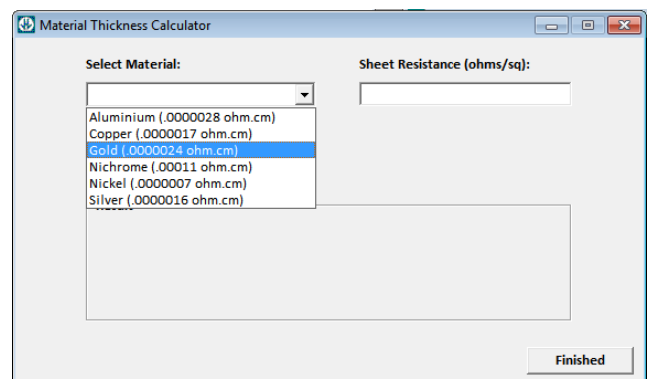 Material Thickness Calculator
Select Material:
Sheet Resistance (ohms/sq):
Aluminium (.0000028 ohm.cm)
Copper (.0000017 ohm.cm)
Gold (.0000024 ohm.cm)
Nichrome (.00011 ohm.cm)
Nickel (.0000007 ohm.cm)
Silver (.0000016 ohm.cm)
Finished